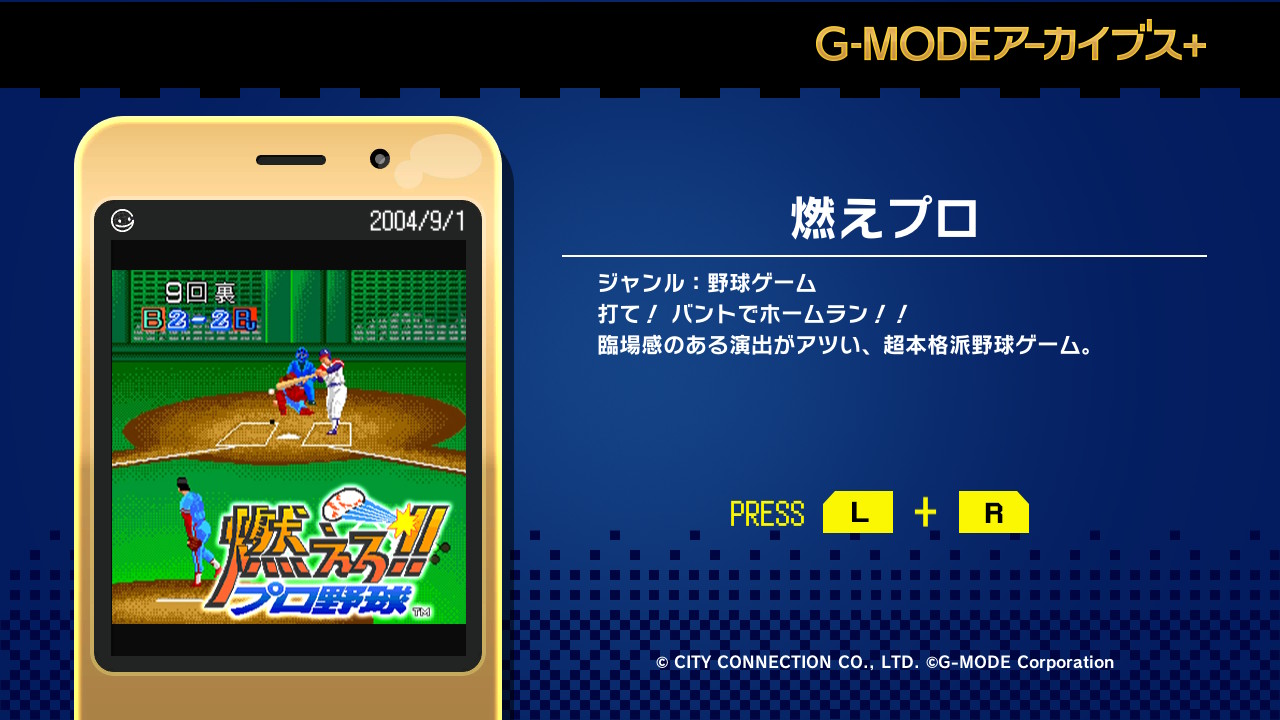 G-MODEアーカイブス+
2004/9/1
9回裏
B 2-2 B
燃えろ!!
プロ野球 TM
燃えプロ
ジャンル：野球ゲーム
打て！ バントでホームラン！！
臨場感のある演出がアツい、超本格派野球ゲーム。
PRESS L + R
© CITY CONNECTION CO., LTD. ©G-MODE Corporation